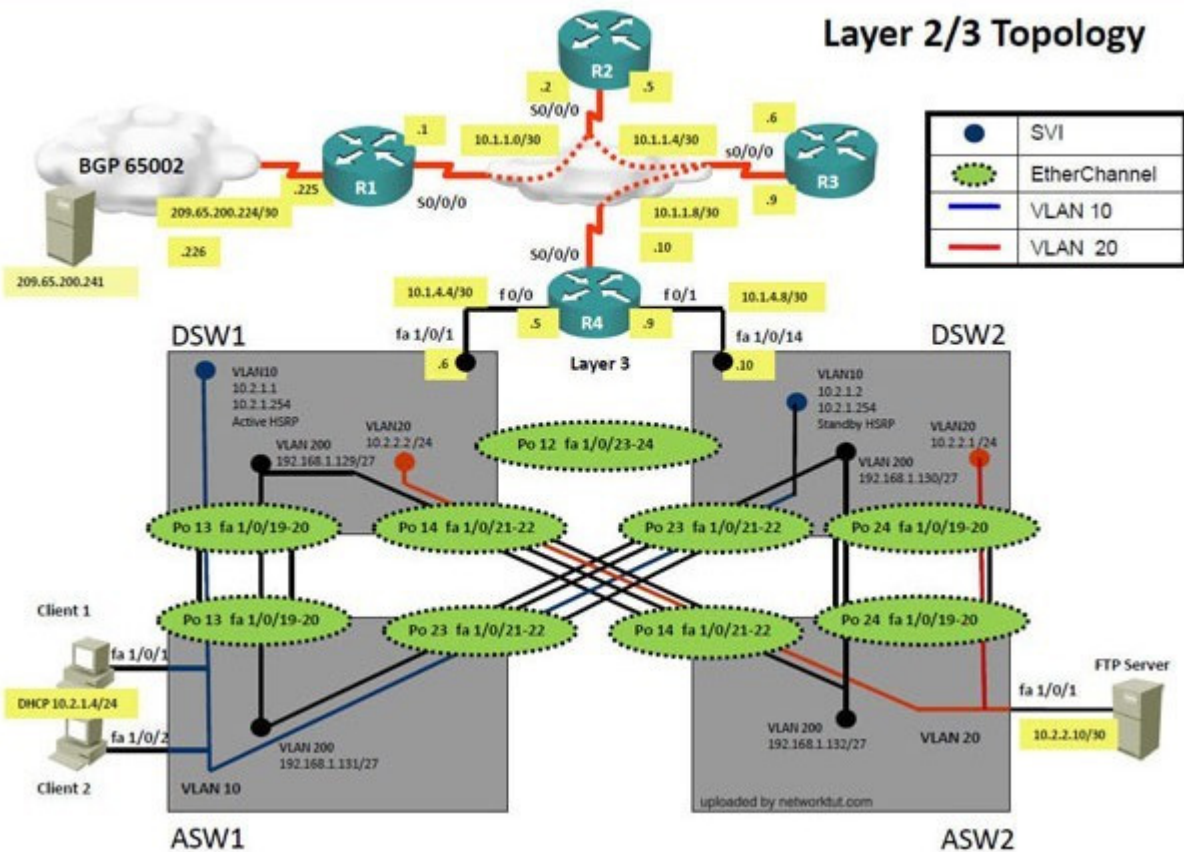 Layer 2/3 Topology
R2
.2
.5
S0/0/0
.1
10.1.1.0/30
10.1.1.4/30
.6
BGP 65002
R1
s0/0/0
R3
.225
S0/0/0
.9
209.65.200.224/30
10.1.1.8/30
.226
.10
209.65.200.241
S0/0/0
SVI
EtherChannel
VLAN 10
VLAN 20
10.1.4.4/30
f 0/0
R4
f 0/1
10.1.4.8/30
.5
.9
DSW1
fa 1/0/1
.6
Layer 3
fa 1/0/14
.10
DSW2
VLAN10
10.2.1.1
10.2.1.254
Active HSRP
VLAN 200
192.168.1.129/27
VLAN20
10.2.2.2 /24
Po 12 fa 1/0/23-24
VLAN10
10.2.1.2
10.2.1.254
Standby HSRP
VLAN 200
192.168.1.130/27
VLAN20
10.2.2.1 /24
Po 13 fa 1/0/19-20
Po 14 fa 1/0/21-22
Po 23 fa 1/0/21-22
Po 24 fa 1/0/19-20
Po 13 fa 1/0/19-20
Po 23 fa 1/0/21-22
Po 14 fa 1/0/21-22
Po 24 fa 1/0/19-20
Client 1
fa 1/0/1
DHCP 10.2.1.4/24
fa 1/0/2
Client 2
VLAN 200
192.168.1.131/27
VLAN 10
ASW1
VLAN 200
192.168.1.132/27
VLAN 20
FTP Server
fa 1/0/1
10.2.2.10/30
uploaded by networktut.com
ASW2